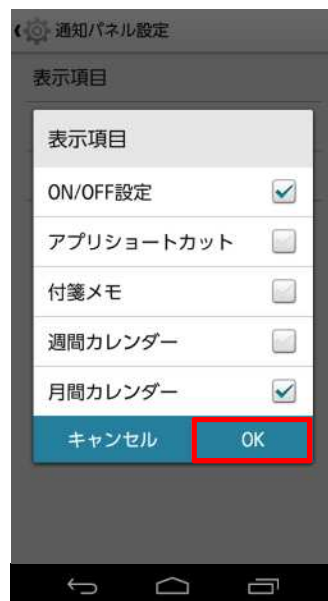 通知パネル設定
表示項目
表示項目
ON/OFF設定
アプリショートカット
付箋メモ
週間カレンダー
月間カレンダー
キャンセル OK